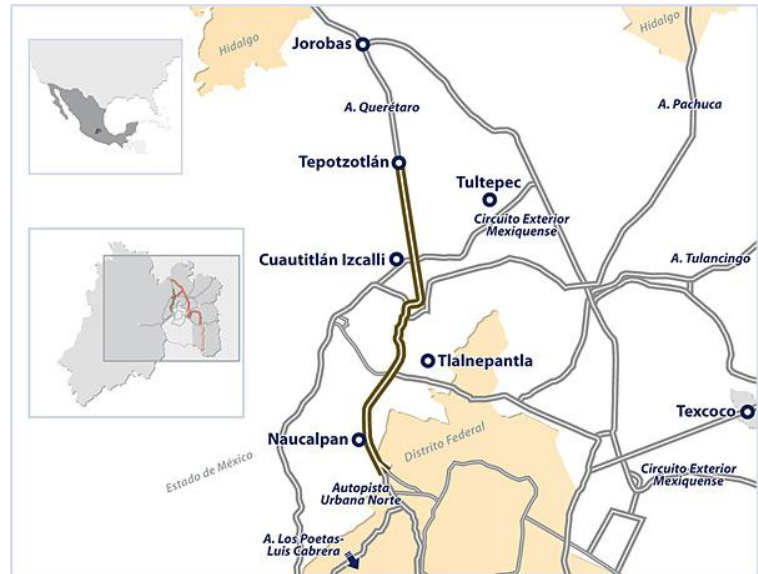 Hidalgo
Jorobas
Hidalgo
A. Querétaro
A. Pachuca
Tepotzotlán
Tultepec
Circuito Exterior
Mexiquense
Cuautitlán Izcalli
A. Tulancingo
Tlalnepantla
Texcoco
Naucalpan
Distrito Federal
Estado de México
Circuito Exterior
Mexiquense
Autopista
Urbana Norte
A. Los Poetas-
Luis Cabrera